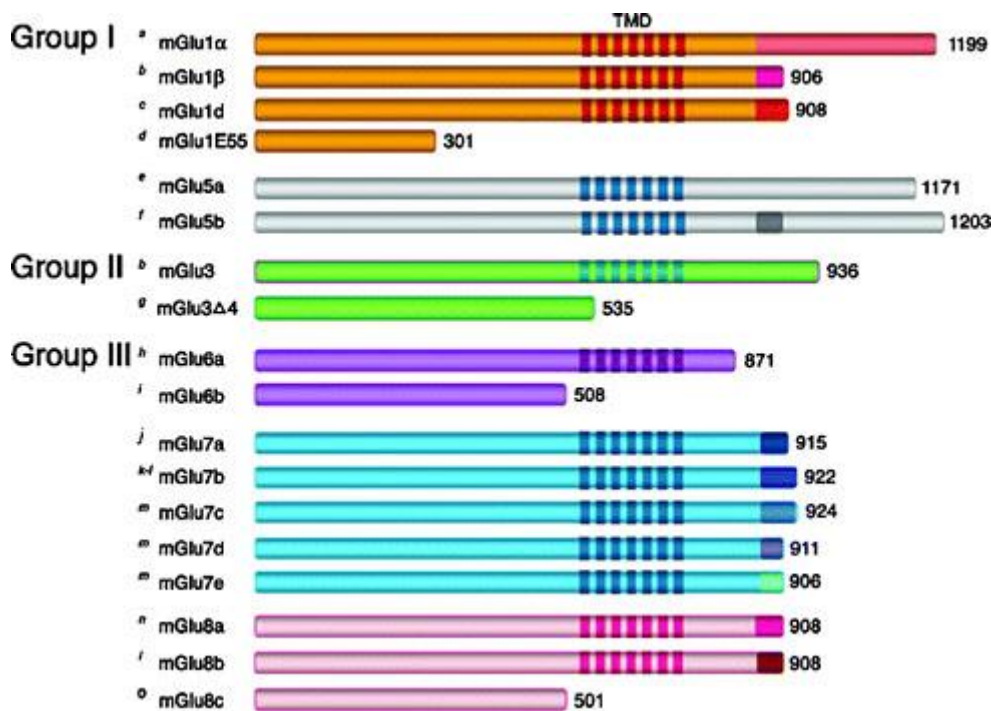 TMD
Group I a mGlu1α 1199
b mGlu1β 906
c mGlu1d 908
d mGlu1E55 301
e mGlu5a 1171
f mGlu5b 1203
Group II b mGlu3 936
g mGlu3Δ4 535
Group III h mGlu6a 871
i mGlu6b 508
j mGlu7a 915
k-l mGlu7b 922
m mGlu7c 924
m mGlu7d 911
m mGlu7e 906
n mGlu8a 908
l mGlu8b 908
o mGlu8c 501